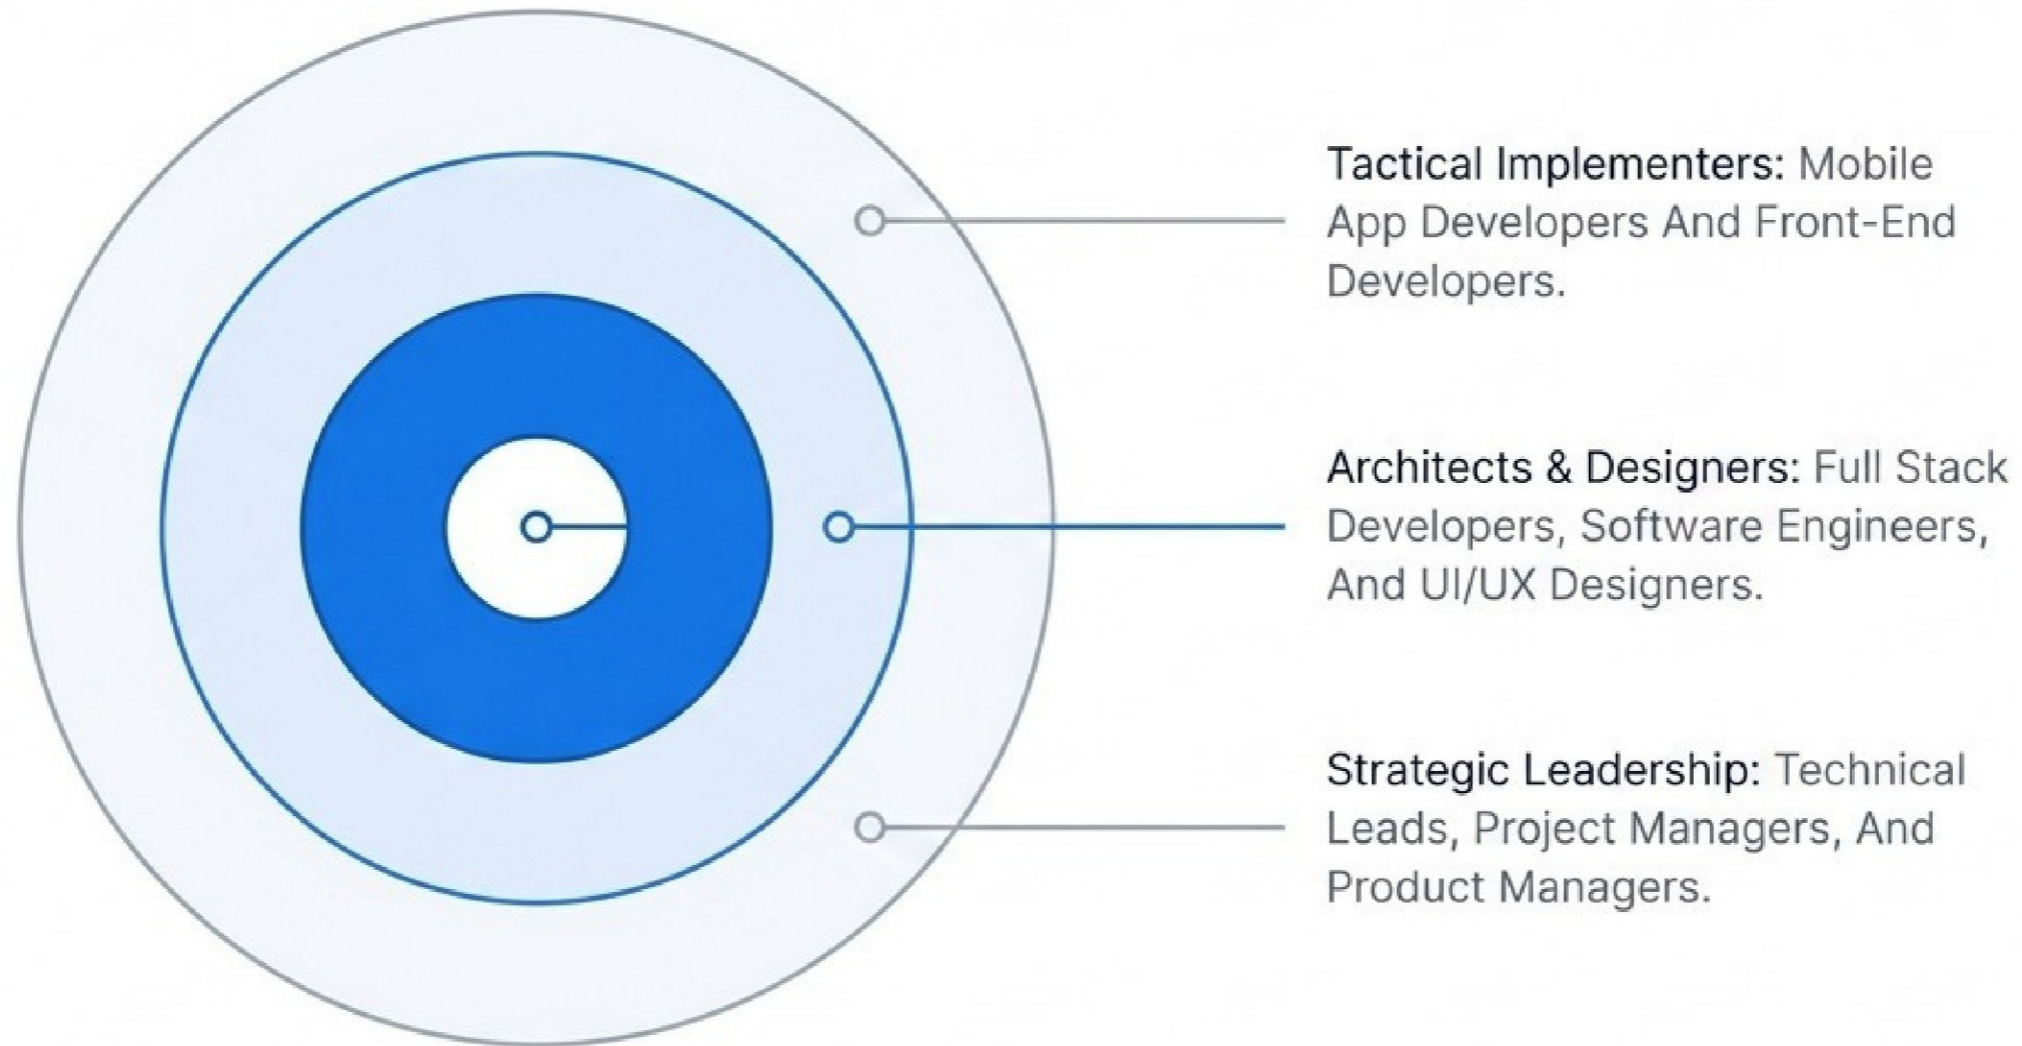 Tactical Implementers: Mobile
App Developers And Front-End
Developers.
Architects & Designers: Full Stack
Developers, Software Engineers,
And UI/UX Designers.
Strategic Leadership: Technical
Leads, Project Managers, And
Product Managers.